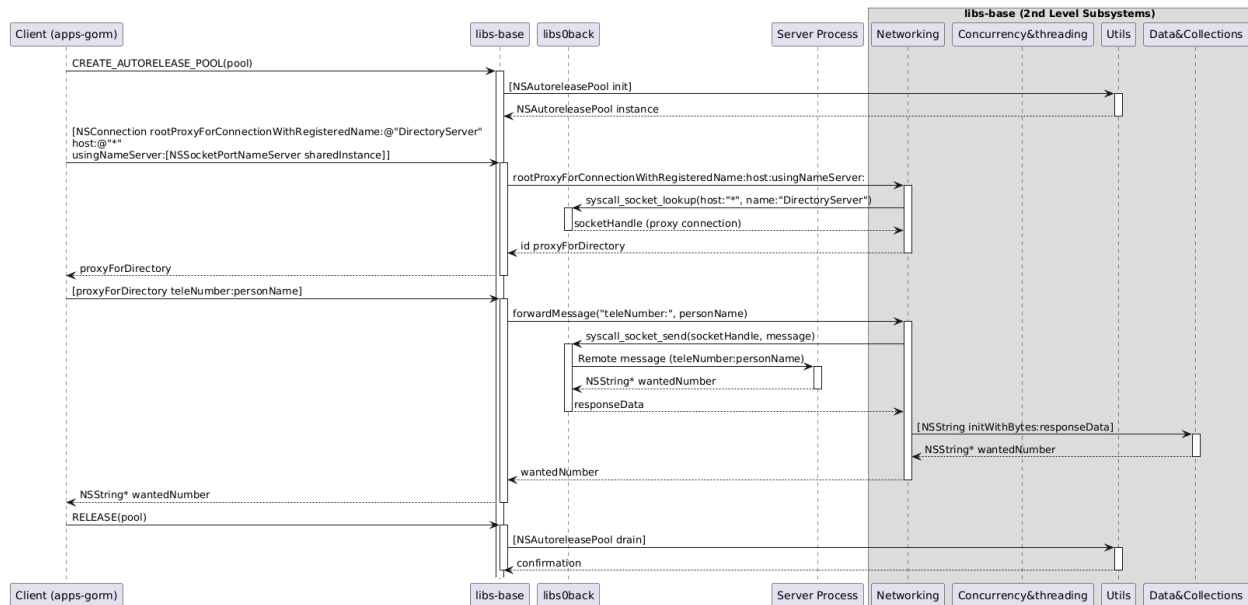 libs-base (2nd Level Subsystems)
Client (apps-gorm)
libs-base
libs0back
Server Process
Networking
Concurrency&threading
Utils
Data&Collections
CREATE_AUTORELEASE_POOL(pool)
[NSAutoreleasePool init]
NSAutoreleasePool instance
[NSConnection rootProxyForConnectionWithRegisteredName:@"DirectoryServer"
host:@"*"
usingNameServer:[NSSocketPortNameServer sharedInstance]]
rootProxyForConnectionWithRegisteredName:host:usingNameServer:
syscall_socket_lookup(host:"*", name:"DirectoryServer")
socketHandle (proxy connection)
id proxyForDirectory
proxyForDirectory
[proxyForDirectory teleNumber:personName]
forwardMessage("teleNumber:", personName)
syscall_socket_send(socketHandle, message)
Remote message (teleNumber:personName)
NSString* wantedNumber
responseData
[NSString initWithBytes:responseData]
NSString* wantedNumber
wantedNumber
NSString* wantedNumber
RELEASE(pool)
[NSAutoreleasePool drain]
confirmation
Client (apps-gorm)
libs-base
libs0back
Server Process
Networking
Concurrency&threading
Utils
Data&Collections